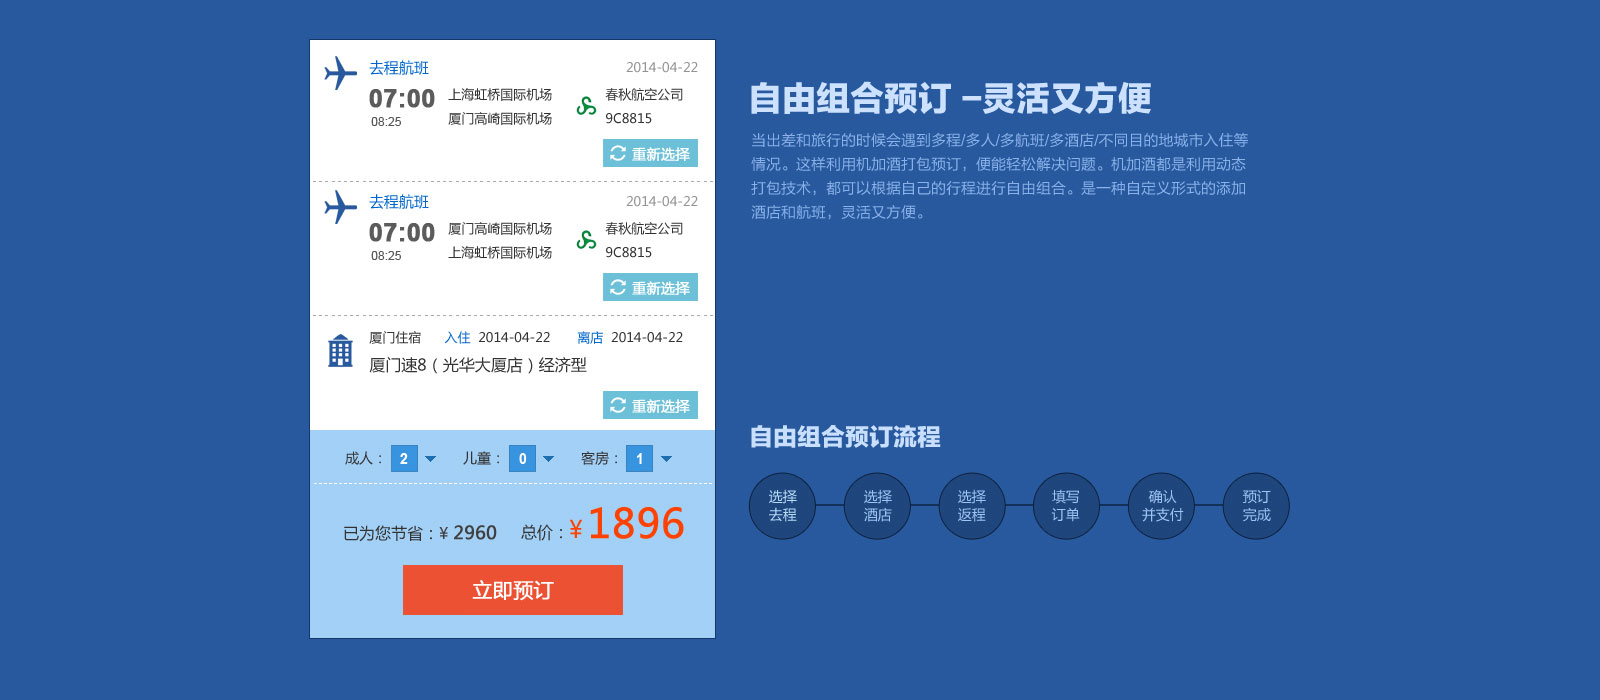 去程航班 2014-04-22
07:00 上海虹桥国际机场 春秋航空公司
08:25 厦门高崎国际机场 9C8815
重新选择
去程航班 2014-04-22
07:00 厦门高崎国际机场 春秋航空公司
08:25 上海虹桥国际机场 9C8815
重新选择
厦门住宿 入住 2014-04-22 离店 2014-04-22
厦门速8（光华大厦店）经济型
重新选择
成人： 2 儿童： 0 客房： 1
已为您节省：¥ 2960 总价：¥ 1896
立即预订
自由组合预订 –灵活又方便
当出差和旅行的时候会遇到多程/多人/多航班/多酒店/不同目的地城市入住等
情况。这样利用机加酒打包预订，便能轻松解决问题。机加酒都是利用动态
打包技术，都可以根据自己的行程进行自由组合。是一种自定义形式的添加
酒店和航班，灵活又方便。
自由组合预订流程
选择
去程
选择
酒店
选择
返程
填写
订单
确认
并支付
预订
完成